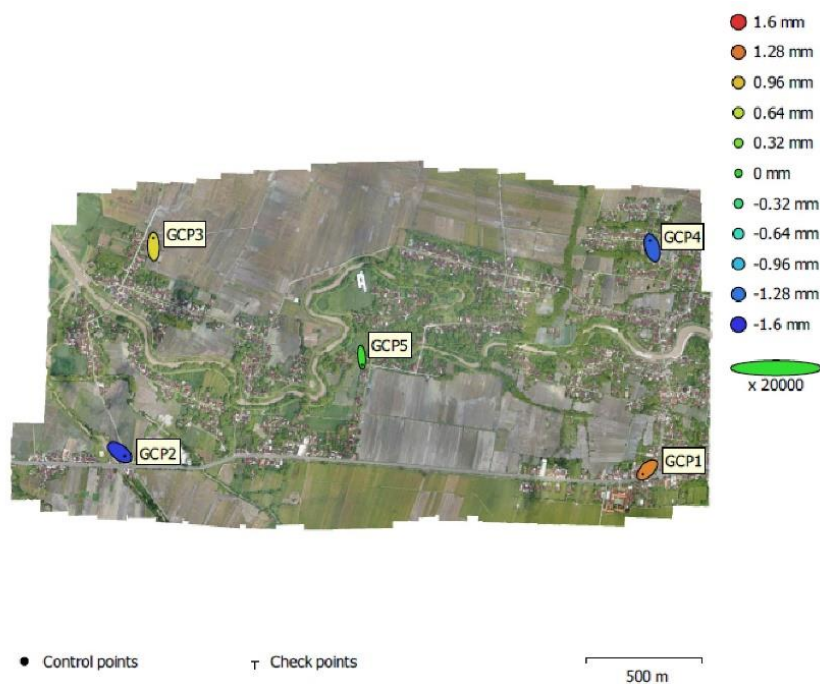 1.6 mm
1.28 mm
0.96 mm
0.64 mm
0.32 mm
0 mm
-0.32 mm
-0.64 mm
-0.96 mm
-1.28 mm
-1.6 mm
x 20000
GCP3
GCP4
GCP5
GCP2
GCP1
Control points
Check points
500 m